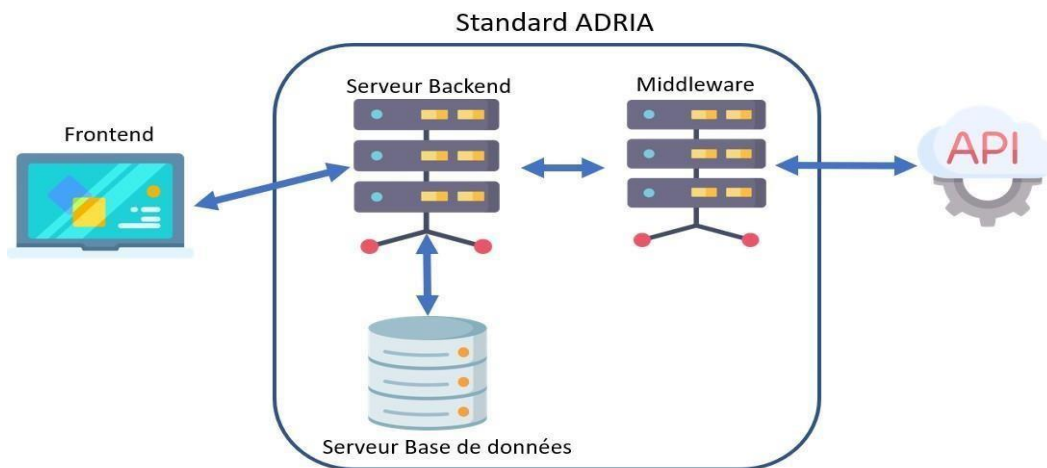 Standard ADRIA
Serveur Backend
Middleware
Frontend
API
Serveur Base de données